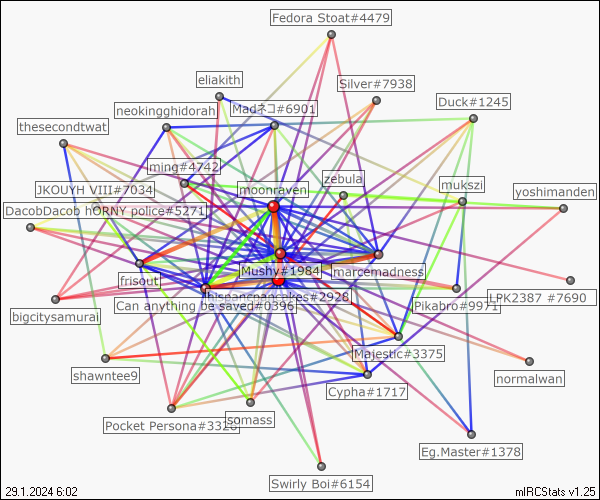 Fedora Stoat#4479
eliakith
Silver#7938
Duck#1245
neokingghidorah
Madネコ#6901
thesecondtwat
ming#4742
zebula
mukszi
JKOUYH VIII#7034
moonraven
yoshimanden
DacobDacob hORNY police#5271
Mushy#1984
marcemadness
frisout
hispancpancakes#2928
LPK2387 #7690
Can anything be saved#0396
Pikabro#9971
bigcitysamurai
Majestic#3375
shawntee9
normalwan
Cypha#1717
somass
Pocket Persona#3328
Eg.Master#1378
Swirly Boi#6154
29.1.2024 6:02
mIRCStats v1.25